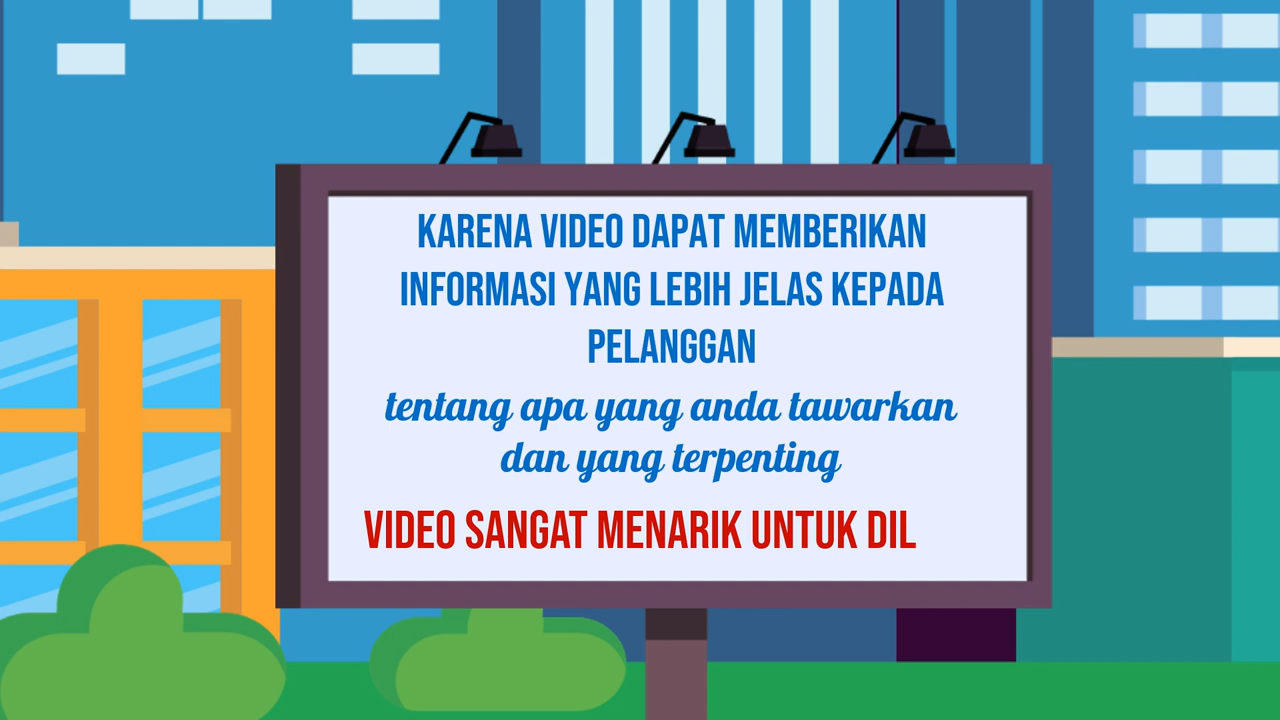 KARENA VIDEO DAPAT MEMBERIKAN
INFORMASI YANG LEBIH JELAS KEPADA
PELANGGAN
tentang apa yang anda tawarkan
dan yang terpenting
VIDEO SANGAT MENARIK UNTUK DIL